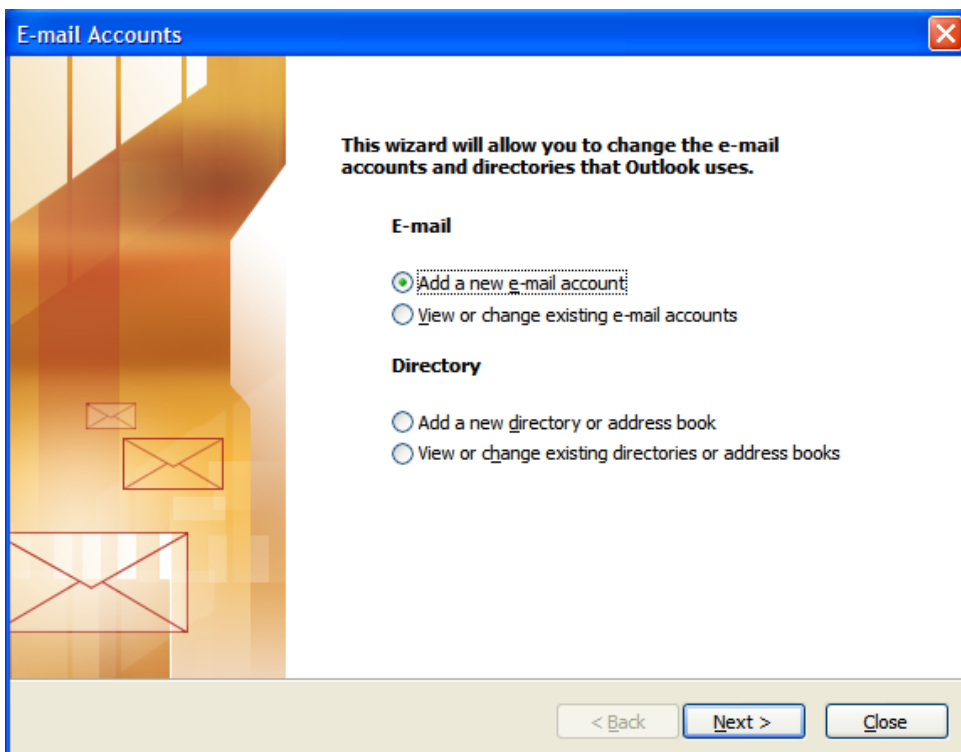 E-mail Accounts
This wizard will allow you to change the e-mail
accounts and directories that Outlook uses.
E-mail
Add a new e-mail account
View or change existing e-mail accounts
Directory
Add a new directory or address book
View or change existing directories or address books
< Back
Next >
Close